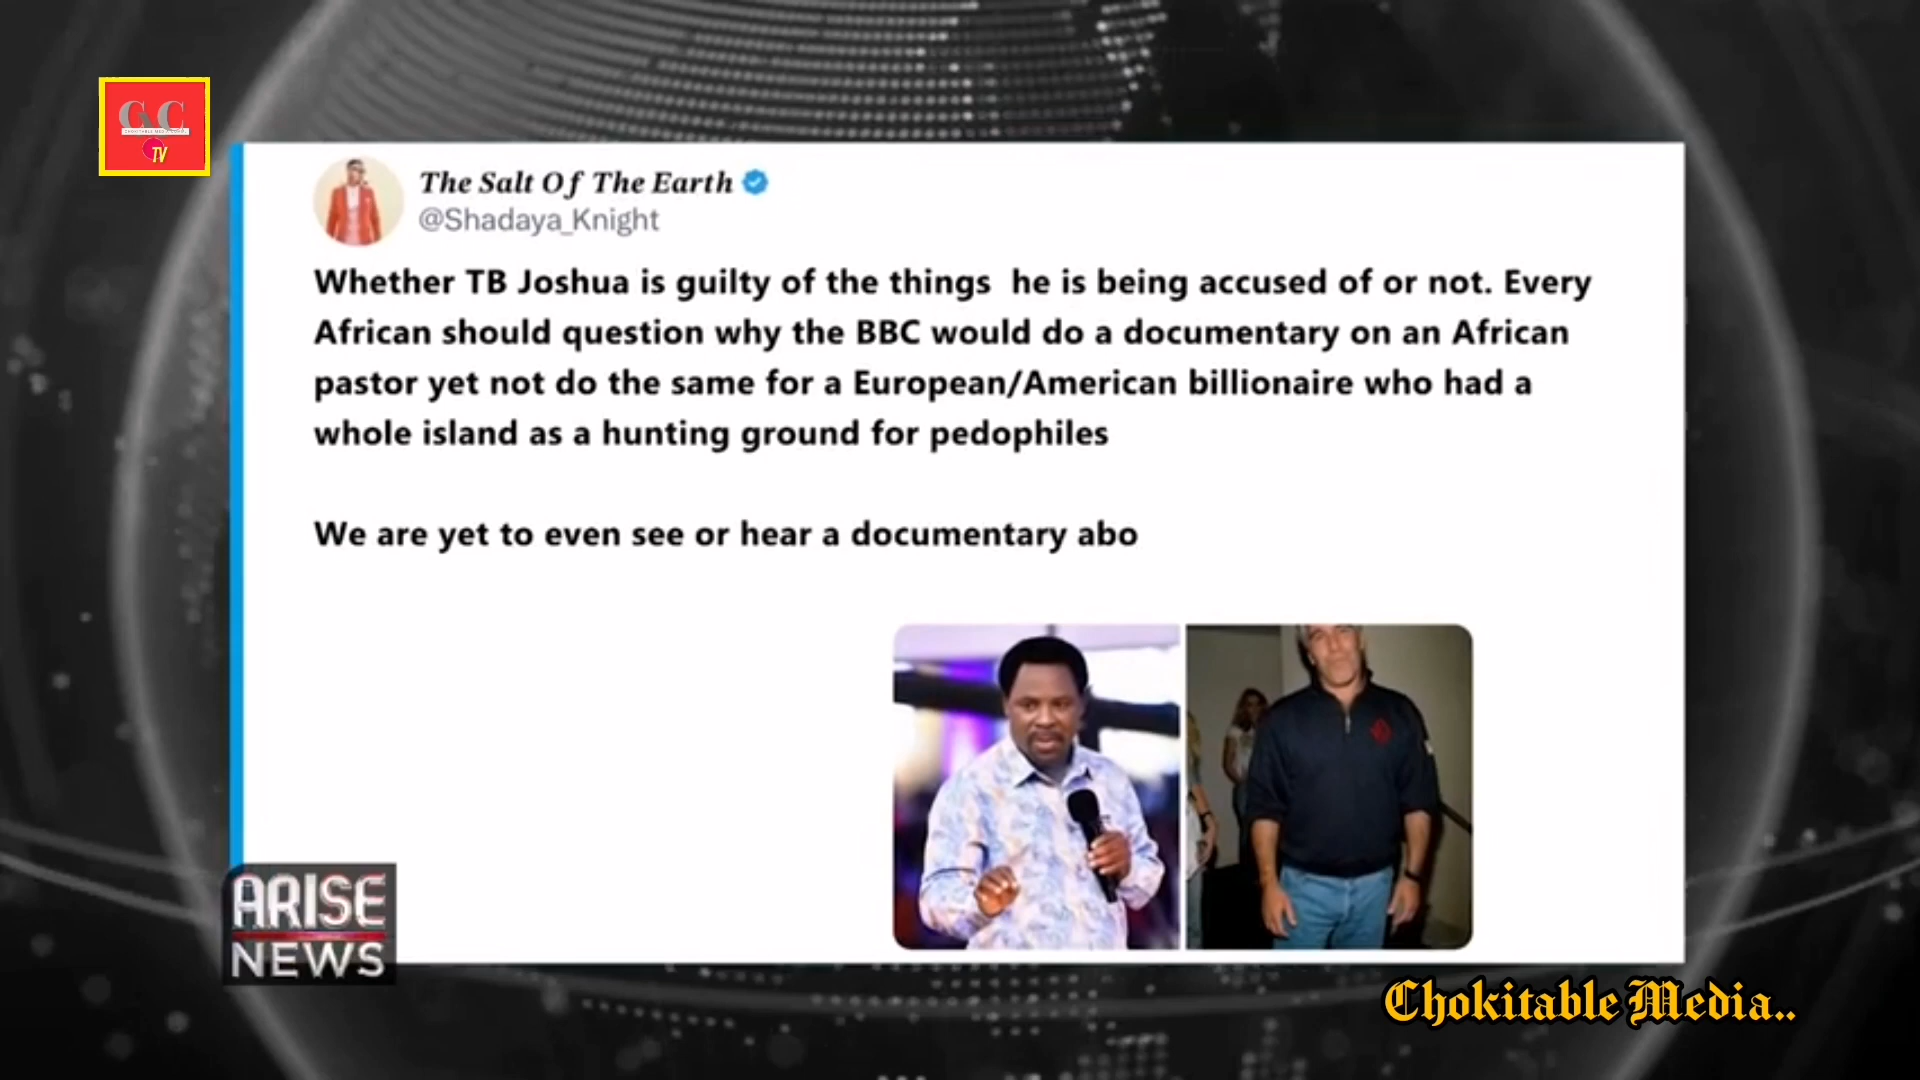 The Salt Of The Earth
@Shadaya_Knight
Whether TB Joshua is guilty of the things he is being accused of or not. Every
African should question why the BBC would do a documentary on an African
pastor yet not do the same for a European/American billionaire who had a
whole island as a hunting ground for pedophiles
We are yet to even see or hear a documentary abo
ARISE
NEWS
Chokitable Media..
TV